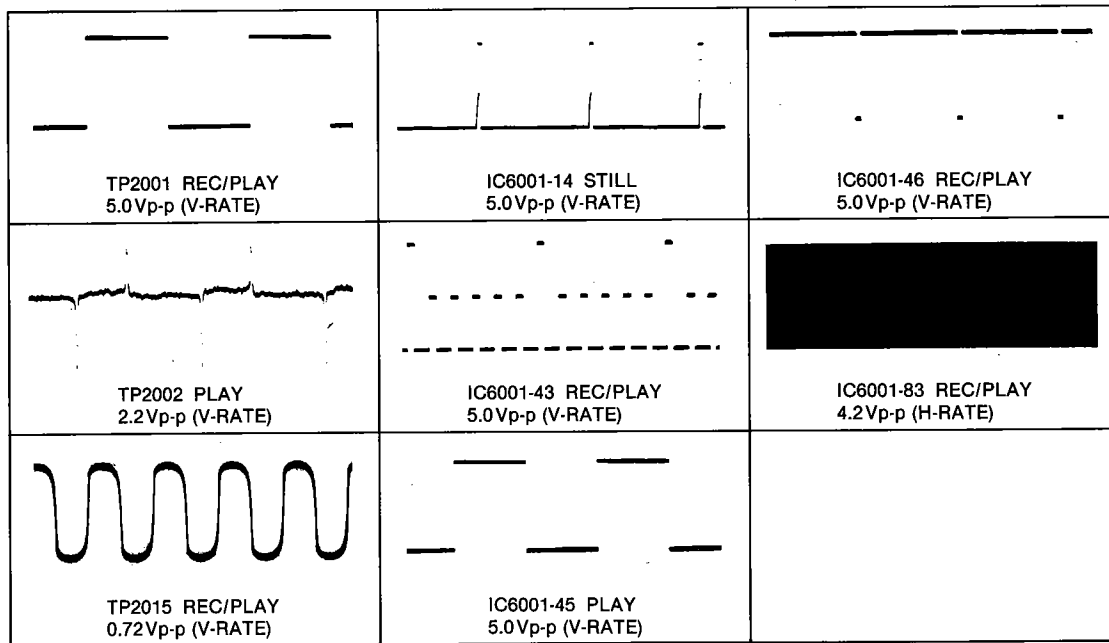 TP2001 REC/PLAY
5.0Vp-p (V-RATE)
IC6001-14 STILL
5.0Vp-p (V-RATE)
IC6001-46 REC/PLAY
5.0Vp-p (V-RATE)
TP2002 PLAY
2.2Vp-p (V-RATE)
IC6001-43 REC/PLAY
5.0Vp-p (V-RATE)
IC6001-83 REC/PLAY
4.2Vp-p (H-RATE)
TP2015 REC/PLAY
0.72Vp-p (V-RATE)
IC6001-45 PLAY
5.0Vp-p (V-RATE)